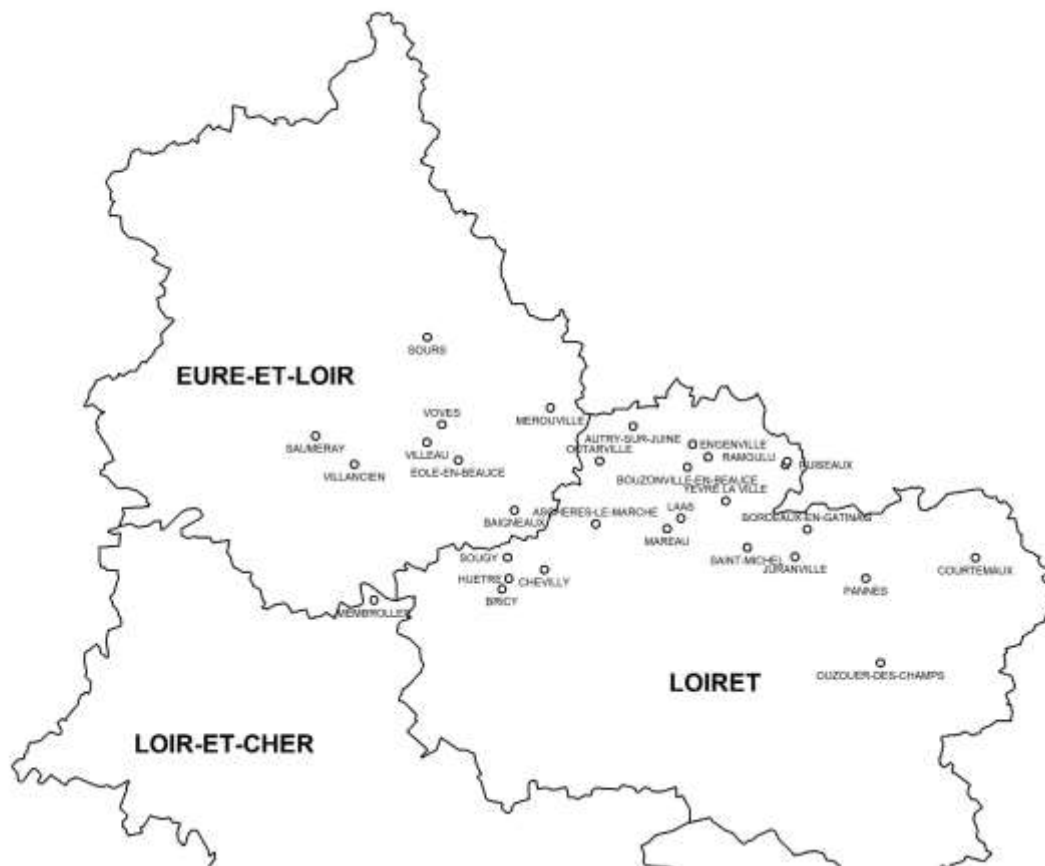 SOURS
EURE-ET-LOIR
MEROUVILLE
VOVES
AUTRY-SUR-JUINE
SAUMERAY
VILLEAU
ENGENVILLE
OUTARVILLE
RAMOULU
EOLE-EN-BEAUCE
PUISEAUX
VILLANCIEN
BOUZONVILLE-EN-BEAUCE
YEVRE LA VILLE
ASCHERES-LE-MARCHE
LAAS
BAIGNEAUX
BORDEAUX-EN-GATINAIS
MAREAU
SOUGY
SAINT-MICHEL
JURANVILLE
COURTEMAUX
HUETRE
CHEVILLY
PANNES
BRICY
MEMBROLLES
OUZOUER-DES-CHAMPS
LOIRET
LOIR-ET-CHER